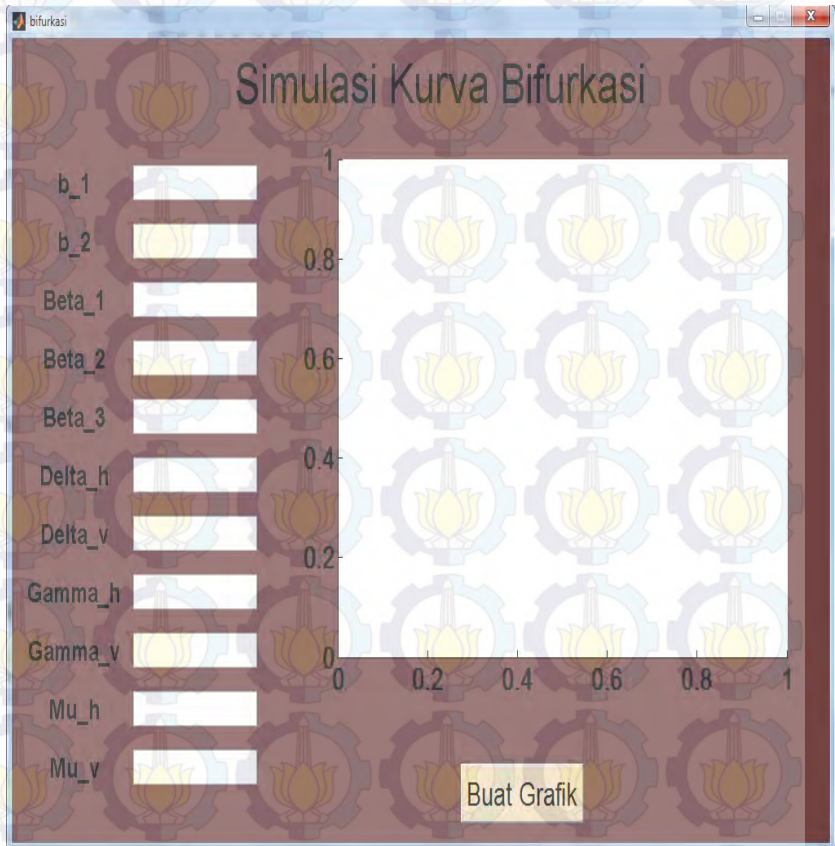 bifurkasi
Simulasi Kurva Bifurkasi
b_1
b_2
Beta_1
Beta_2
Beta_3
Delta_h
Delta_v
Gamma_h
Gamma_v
Mu_h
Mu_v
1
0.8
0.6
0.4
0.2
0
0 0.2 0.4 0.6 0.8 1
Buat Grafik